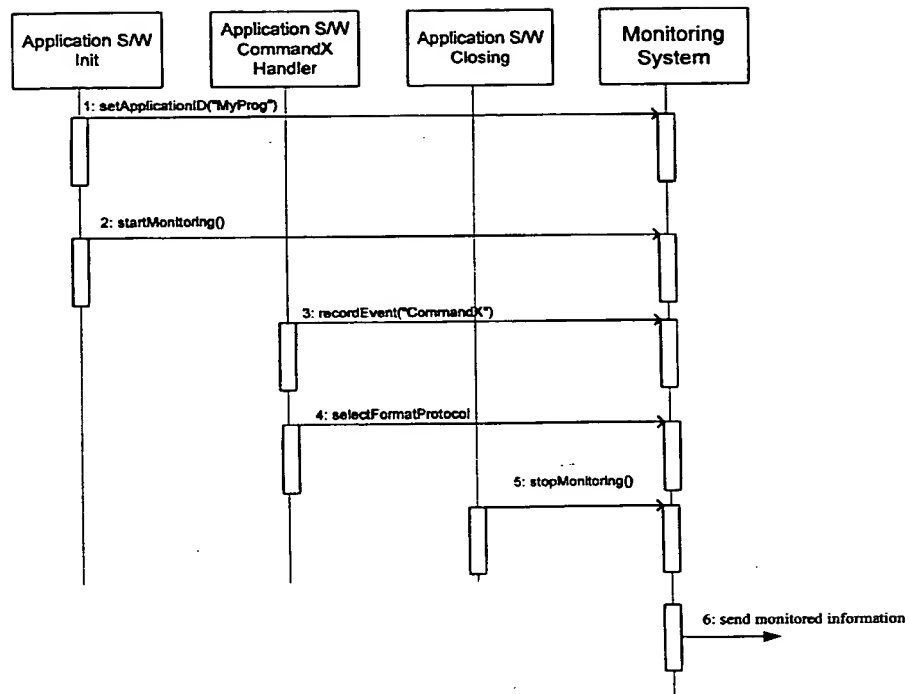 Application S/W
Init
Application S/W
CommandX
Handler
Application S/W
Closing
Monitoring
System
1: setApplicationID("MyProg")
2: startMonitoring()
3: recordEvent("CommandX")
4: selectFormatProtocol
5: stopMonitoring()
6: send monitored information